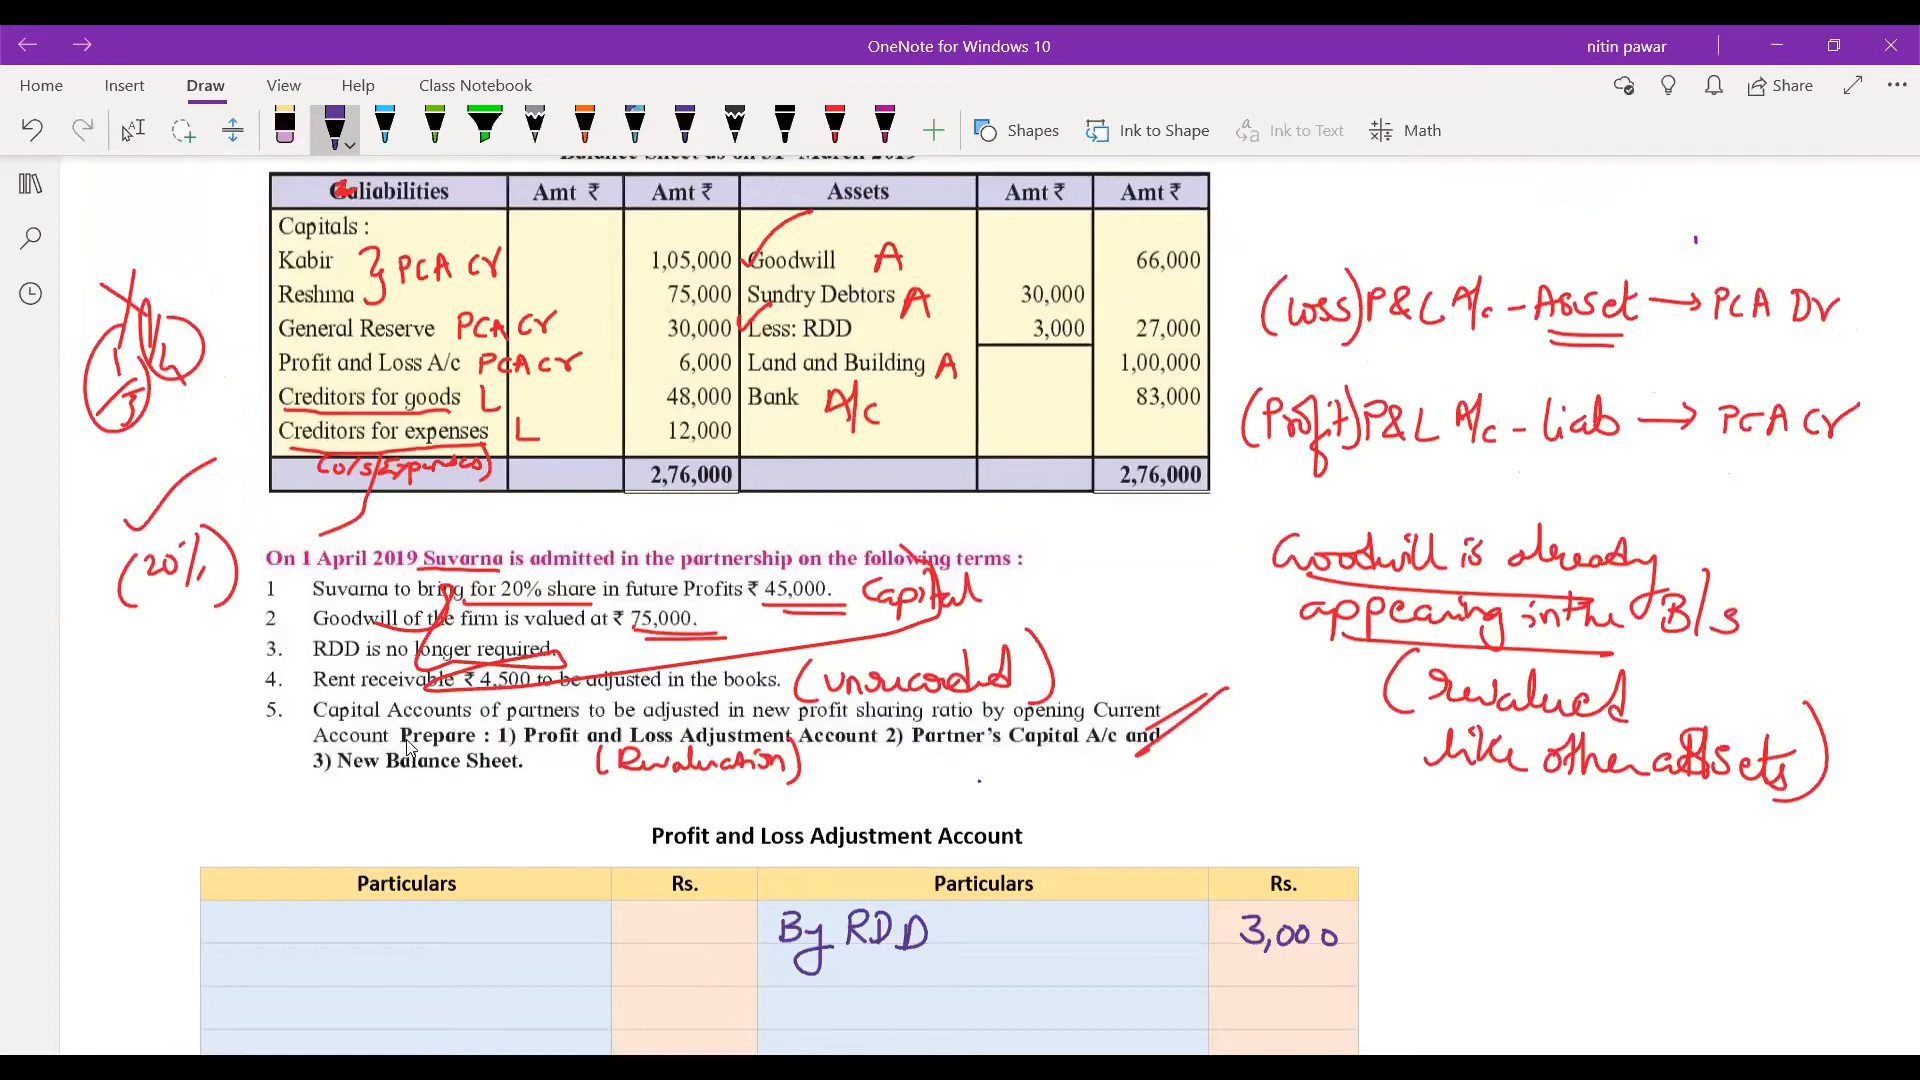 OneNote for Windows 10
nitin pawar
Home Insert Draw View Help Class Notebook
Share
Shapes Ink to Shape Ink to Text Math
Liabilities Amt ₹ Amt ₹ Assets Amt ₹ Amt ₹
Capitals :
Kabir } PCA Cr 1,05,000 Goodwill A 66,000
Reshma 75,000 Sundry Debtors A 30,000
General Reserve PCA Cr 30,000 Less: RDD 3,000 27,000
Profit and Loss A/c PCA Cr 6,000 Land and Building A 1,00,000
Creditors for goods L 48,000 Bank A/c 83,000
Creditors for expenses L 12,000
(o/s Expenses)
2,76,000 2,76,000
(20%)
On 1 April 2019 Suvarna is admitted in the partnership on the following terms :
1 Suvarna to bring for 20% share in future Profits ₹ 45,000. Capital
2 Goodwill of the firm is valued at ₹ 75,000.
3. RDD is no longer required.
4. Rent receivable ₹ 4,500 to be adjusted in the books. (unrecorded)
5. Capital Accounts of partners to be adjusted in new profit sharing ratio by opening Current
Account Prepare : 1) Profit and Loss Adjustment Account 2) Partner's Capital A/c and
3) New Balance Sheet. (Revaluation)
(Loss) P&L A/c - Asset → PCA Dr
(Profit) P&L A/c - Liab → PCA Cr
Goodwill is already
appearing in the B/s
(revalued
like other assets)
Profit and Loss Adjustment Account
Particulars Rs. Particulars Rs.
By RDD 3,000